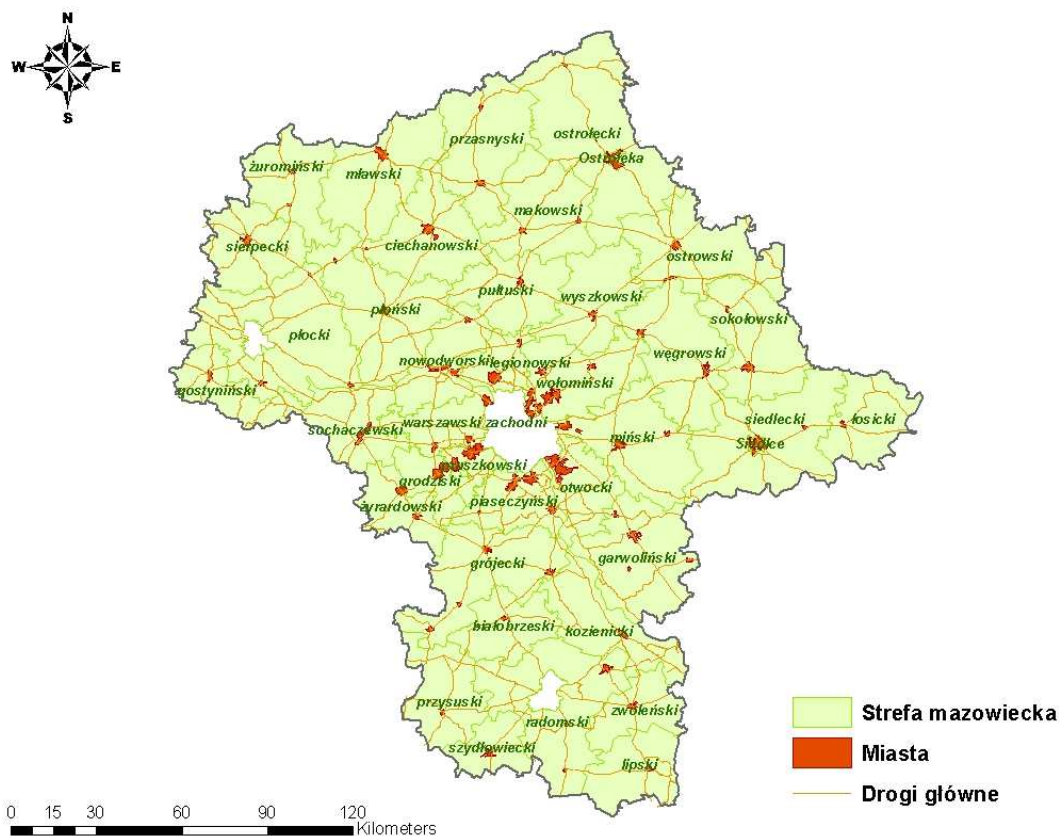 N
W
E
S
ostrołecki
przasnyski
Ostrołęka
żuromiński
mławski
makowski
sierpecki
ciechanowski
ostrowski
pułtuski
wyszkowski
płoński
sokołowski
płocki
węgrowski
nowodworski
legionowski
gostyniński
wołomiński
warszawski zachodni
siedlecki
łosicki
sochaczewski
miński
Siedlce
pruszkowski
grodziski
otwocki
piaseczyński
żyrardowski
garwoliński
grójecki
białobrzeski
kozienicki
przysuski
zwoleński
radomski
szydłowiecki
lipski
Strefa mazowiecka
Miasta
Drogi główne
0 15 30 60 90 120
Kilometers